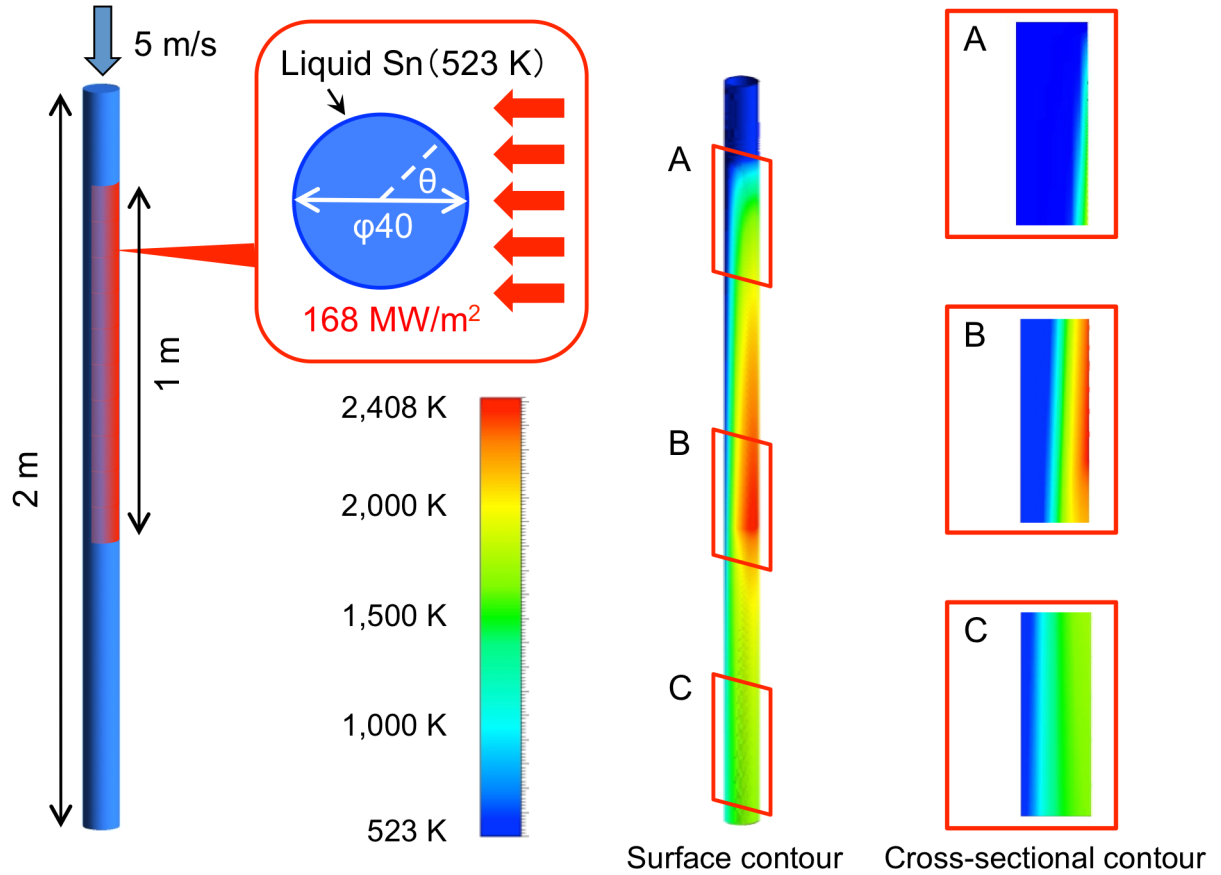 5 m/s
Liquid Sn（523 K）
θ
φ40
168 MW/m²
2 m
1 m
2,408 K
2,000 K
1,500 K
1,000 K
523 K
A
B
C
Surface contour
A
B
C
Cross-sectional contour